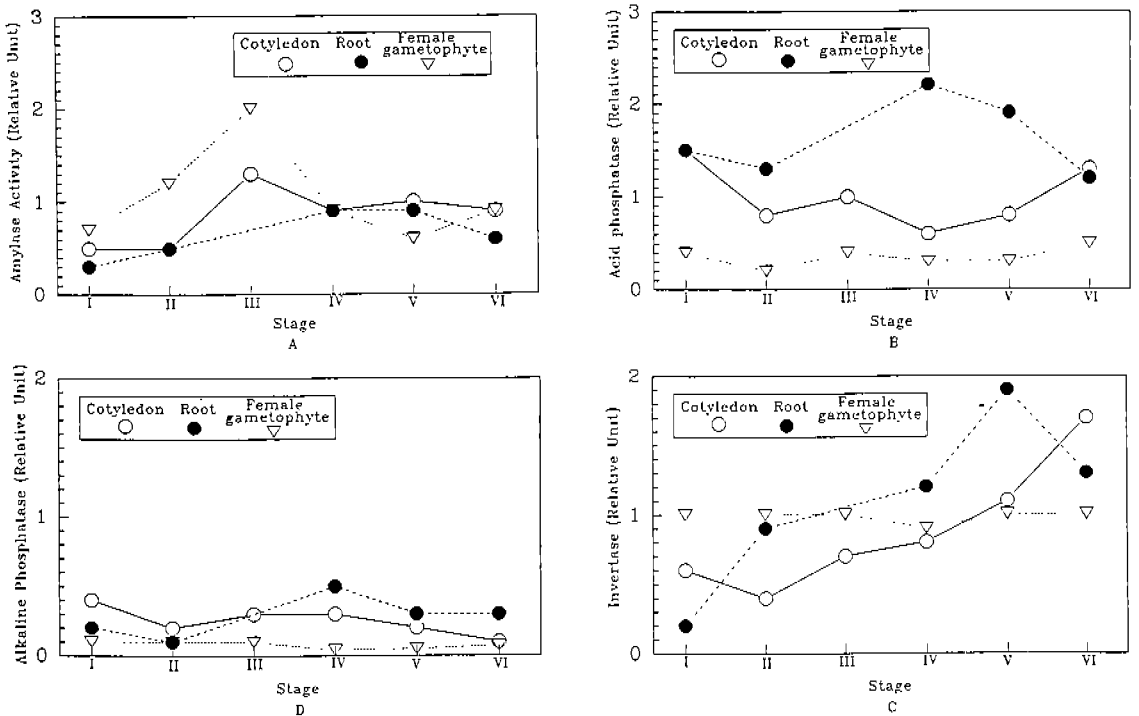 3
2
1
0
Amylase Activity (Relative Unit)
Cotyledon Root Female gametophyte
I II III IV V VI
Stage
A
3
2
1
0
Acid phosphatase (Relative Unit)
Cotyledon Root Female gametophyte
I II III IV V VI
Stage
B
2
1
0
Alkaline Phosphatase (Relative Unit)
Cotyledon Root Female gametophyte
I II III IV V VI
Stage
D
2
1
0
Invertase (Relative Unit)
Cotyledon Root Female gametophyte
I II III IV V VI
Stage
C